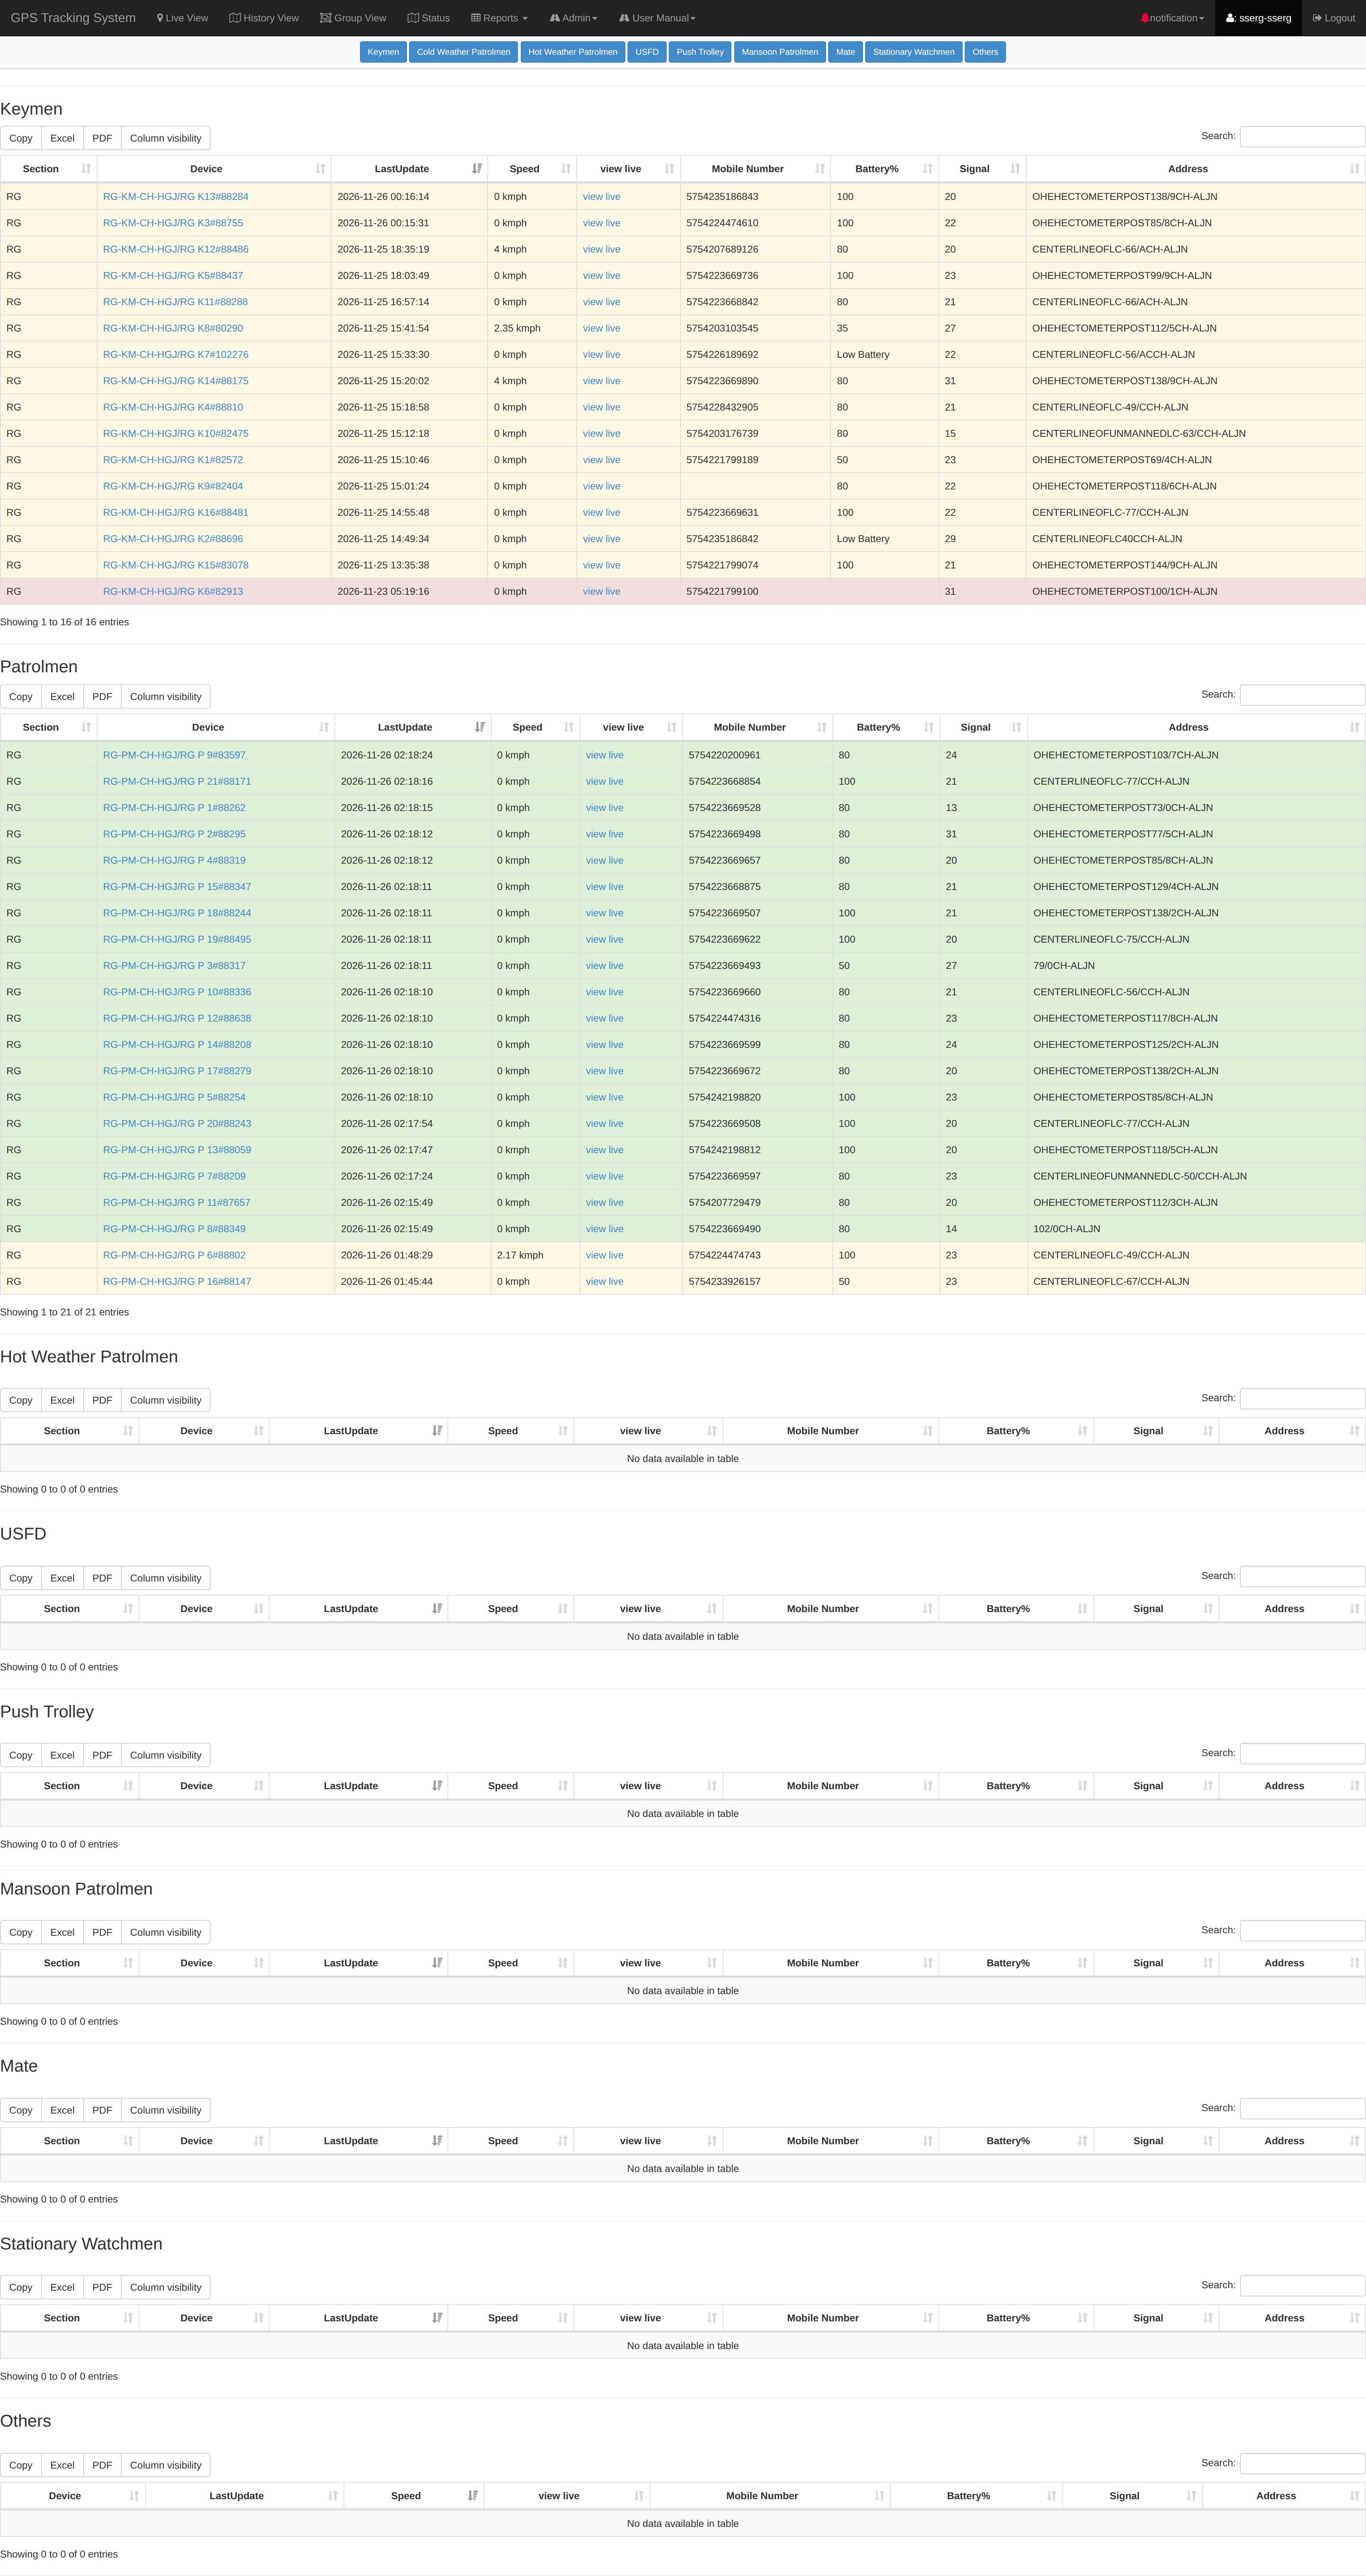 GPS Tracking System Live View History View Group View Status Reports Admin User Manual notification : sserg-sserg Logout
Keymen Cold Weather Patrolmen Hot Weather Patrolmen USFD Push Trolley Mansoon Patrolmen Mate Stationary Watchmen Others
Keymen
Copy Excel PDF Column visibility Search:
Section Device LastUpdate Speed view live Mobile Number Battery% Signal Address
RG RG-KM-CH-HGJ/RG K13#88284 2026-11-26 00:16:14 0 kmph view live 5754235186843 100 20 OHEHECTOMETERPOST138/9CH-ALJN
RG RG-KM-CH-HGJ/RG K3#88755 2026-11-26 00:15:31 0 kmph view live 5754224474610 100 22 OHEHECTOMETERPOST85/8CH-ALJN
RG RG-KM-CH-HGJ/RG K12#88486 2026-11-25 18:35:19 4 kmph view live 5754207689126 80 20 CENTERLINEOFLC-66/ACH-ALJN
RG RG-KM-CH-HGJ/RG K5#88437 2026-11-25 18:03:49 0 kmph view live 5754223669736 100 23 OHEHECTOMETERPOST99/9CH-ALJN
RG RG-KM-CH-HGJ/RG K11#88288 2026-11-25 16:57:14 0 kmph view live 5754223668842 80 21 CENTERLINEOFLC-66/ACH-ALJN
RG RG-KM-CH-HGJ/RG K8#80290 2026-11-25 15:41:54 2.35 kmph view live 5754203103545 35 27 OHEHECTOMETERPOST112/5CH-ALJN
RG RG-KM-CH-HGJ/RG K7#102276 2026-11-25 15:33:30 0 kmph view live 5754226189692 Low Battery 22 CENTERLINEOFLC-56/ACCH-ALJN
RG RG-KM-CH-HGJ/RG K14#88175 2026-11-25 15:20:02 4 kmph view live 5754223669890 80 31 OHEHECTOMETERPOST138/9CH-ALJN
RG RG-KM-CH-HGJ/RG K4#88810 2026-11-25 15:18:58 0 kmph view live 5754228432905 80 21 CENTERLINEOFLC-49/CCH-ALJN
RG RG-KM-CH-HGJ/RG K10#82475 2026-11-25 15:12:18 0 kmph view live 5754203176739 80 15 CENTERLINEOFUNMANNEDLC-63/CCH-ALJN
RG RG-KM-CH-HGJ/RG K1#82572 2026-11-25 15:10:46 0 kmph view live 5754221799189 50 23 OHEHECTOMETERPOST69/4CH-ALJN
RG RG-KM-CH-HGJ/RG K9#82404 2026-11-25 15:01:24 0 kmph view live 80 22 OHEHECTOMETERPOST118/6CH-ALJN
RG RG-KM-CH-HGJ/RG K16#88481 2026-11-25 14:55:48 0 kmph view live 5754223669631 100 22 CENTERLINEOFLC-77/CCH-ALJN
RG RG-KM-CH-HGJ/RG K2#88696 2026-11-25 14:49:34 0 kmph view live 5754235186842 Low Battery 29 CENTERLINEOFLC40CCH-ALJN
RG RG-KM-CH-HGJ/RG K15#83078 2026-11-25 13:35:38 0 kmph view live 5754221799074 100 21 OHEHECTOMETERPOST144/9CH-ALJN
RG RG-KM-CH-HGJ/RG K6#82913 2026-11-23 05:19:16 0 kmph view live 5754221799100 31 OHEHECTOMETERPOST100/1CH-ALJN
Showing 1 to 16 of 16 entries
Patrolmen
Copy Excel PDF Column visibility Search:
Section Device LastUpdate Speed view live Mobile Number Battery% Signal Address
RG RG-PM-CH-HGJ/RG P 9#83597 2026-11-26 02:18:24 0 kmph view live 5754220200961 80 24 OHEHECTOMETERPOST103/7CH-ALJN
RG RG-PM-CH-HGJ/RG P 21#88171 2026-11-26 02:18:16 0 kmph view live 5754223668854 100 21 CENTERLINEOFLC-77/CCH-ALJN
RG RG-PM-CH-HGJ/RG P 1#88262 2026-11-26 02:18:15 0 kmph view live 5754223669528 80 13 OHEHECTOMETERPOST73/0CH-ALJN
RG RG-PM-CH-HGJ/RG P 2#88295 2026-11-26 02:18:12 0 kmph view live 5754223669498 80 31 OHEHECTOMETERPOST77/5CH-ALJN
RG RG-PM-CH-HGJ/RG P 4#88319 2026-11-26 02:18:12 0 kmph view live 5754223669657 80 20 OHEHECTOMETERPOST85/8CH-ALJN
RG RG-PM-CH-HGJ/RG P 15#88347 2026-11-26 02:18:11 0 kmph view live 5754223668875 80 21 OHEHECTOMETERPOST129/4CH-ALJN
RG RG-PM-CH-HGJ/RG P 18#88244 2026-11-26 02:18:11 0 kmph view live 5754223669507 100 21 OHEHECTOMETERPOST138/2CH-ALJN
RG RG-PM-CH-HGJ/RG P 19#88495 2026-11-26 02:18:11 0 kmph view live 5754223669622 100 20 CENTERLINEOFLC-75/CCH-ALJN
RG RG-PM-CH-HGJ/RG P 3#88317 2026-11-26 02:18:11 0 kmph view live 5754223669493 50 27 79/0CH-ALJN
RG RG-PM-CH-HGJ/RG P 10#88336 2026-11-26 02:18:10 0 kmph view live 5754223669660 80 21 CENTERLINEOFLC-56/CCH-ALJN
RG RG-PM-CH-HGJ/RG P 12#88638 2026-11-26 02:18:10 0 kmph view live 5754224474316 80 23 OHEHECTOMETERPOST117/8CH-ALJN
RG RG-PM-CH-HGJ/RG P 14#88208 2026-11-26 02:18:10 0 kmph view live 5754223669599 80 24 OHEHECTOMETERPOST125/2CH-ALJN
RG RG-PM-CH-HGJ/RG P 17#88279 2026-11-26 02:18:10 0 kmph view live 5754223669672 80 20 OHEHECTOMETERPOST138/2CH-ALJN
RG RG-PM-CH-HGJ/RG P 5#88254 2026-11-26 02:18:10 0 kmph view live 5754242198820 100 23 OHEHECTOMETERPOST85/8CH-ALJN
RG RG-PM-CH-HGJ/RG P 20#88243 2026-11-26 02:17:54 0 kmph view live 5754223669508 100 20 CENTERLINEOFLC-77/CCH-ALJN
RG RG-PM-CH-HGJ/RG P 13#88059 2026-11-26 02:17:47 0 kmph view live 5754242198812 100 20 OHEHECTOMETERPOST118/5CH-ALJN
RG RG-PM-CH-HGJ/RG P 7#88209 2026-11-26 02:17:24 0 kmph view live 5754223669597 80 23 CENTERLINEOFUNMANNEDLC-50/CCH-ALJN
RG RG-PM-CH-HGJ/RG P 11#87657 2026-11-26 02:15:49 0 kmph view live 5754207729479 80 20 OHEHECTOMETERPOST112/3CH-ALJN
RG RG-PM-CH-HGJ/RG P 8#88349 2026-11-26 02:15:49 0 kmph view live 5754223669490 80 14 102/0CH-ALJN
RG RG-PM-CH-HGJ/RG P 6#88802 2026-11-26 01:48:29 2.17 kmph view live 5754224474743 100 23 CENTERLINEOFLC-49/CCH-ALJN
RG RG-PM-CH-HGJ/RG P 16#88147 2026-11-26 01:45:44 0 kmph view live 5754233926157 50 23 CENTERLINEOFLC-67/CCH-ALJN
Showing 1 to 21 of 21 entries
Hot Weather Patrolmen
Copy Excel PDF Column visibility Search:
Section Device LastUpdate Speed view live Mobile Number Battery% Signal Address
No data available in table
Showing 0 to 0 of 0 entries
USFD
Copy Excel PDF Column visibility Search:
Section Device LastUpdate Speed view live Mobile Number Battery% Signal Address
No data available in table
Showing 0 to 0 of 0 entries
Push Trolley
Copy Excel PDF Column visibility Search:
Section Device LastUpdate Speed view live Mobile Number Battery% Signal Address
No data available in table
Showing 0 to 0 of 0 entries
Mansoon Patrolmen
Copy Excel PDF Column visibility Search:
Section Device LastUpdate Speed view live Mobile Number Battery% Signal Address
No data available in table
Showing 0 to 0 of 0 entries
Mate
Copy Excel PDF Column visibility Search:
Section Device LastUpdate Speed view live Mobile Number Battery% Signal Address
No data available in table
Showing 0 to 0 of 0 entries
Stationary Watchmen
Copy Excel PDF Column visibility Search:
Section Device LastUpdate Speed view live Mobile Number Battery% Signal Address
No data available in table
Showing 0 to 0 of 0 entries
Others
Copy Excel PDF Column visibility Search:
Device LastUpdate Speed view live Mobile Number Battery% Signal Address
No data available in table
Showing 0 to 0 of 0 entries